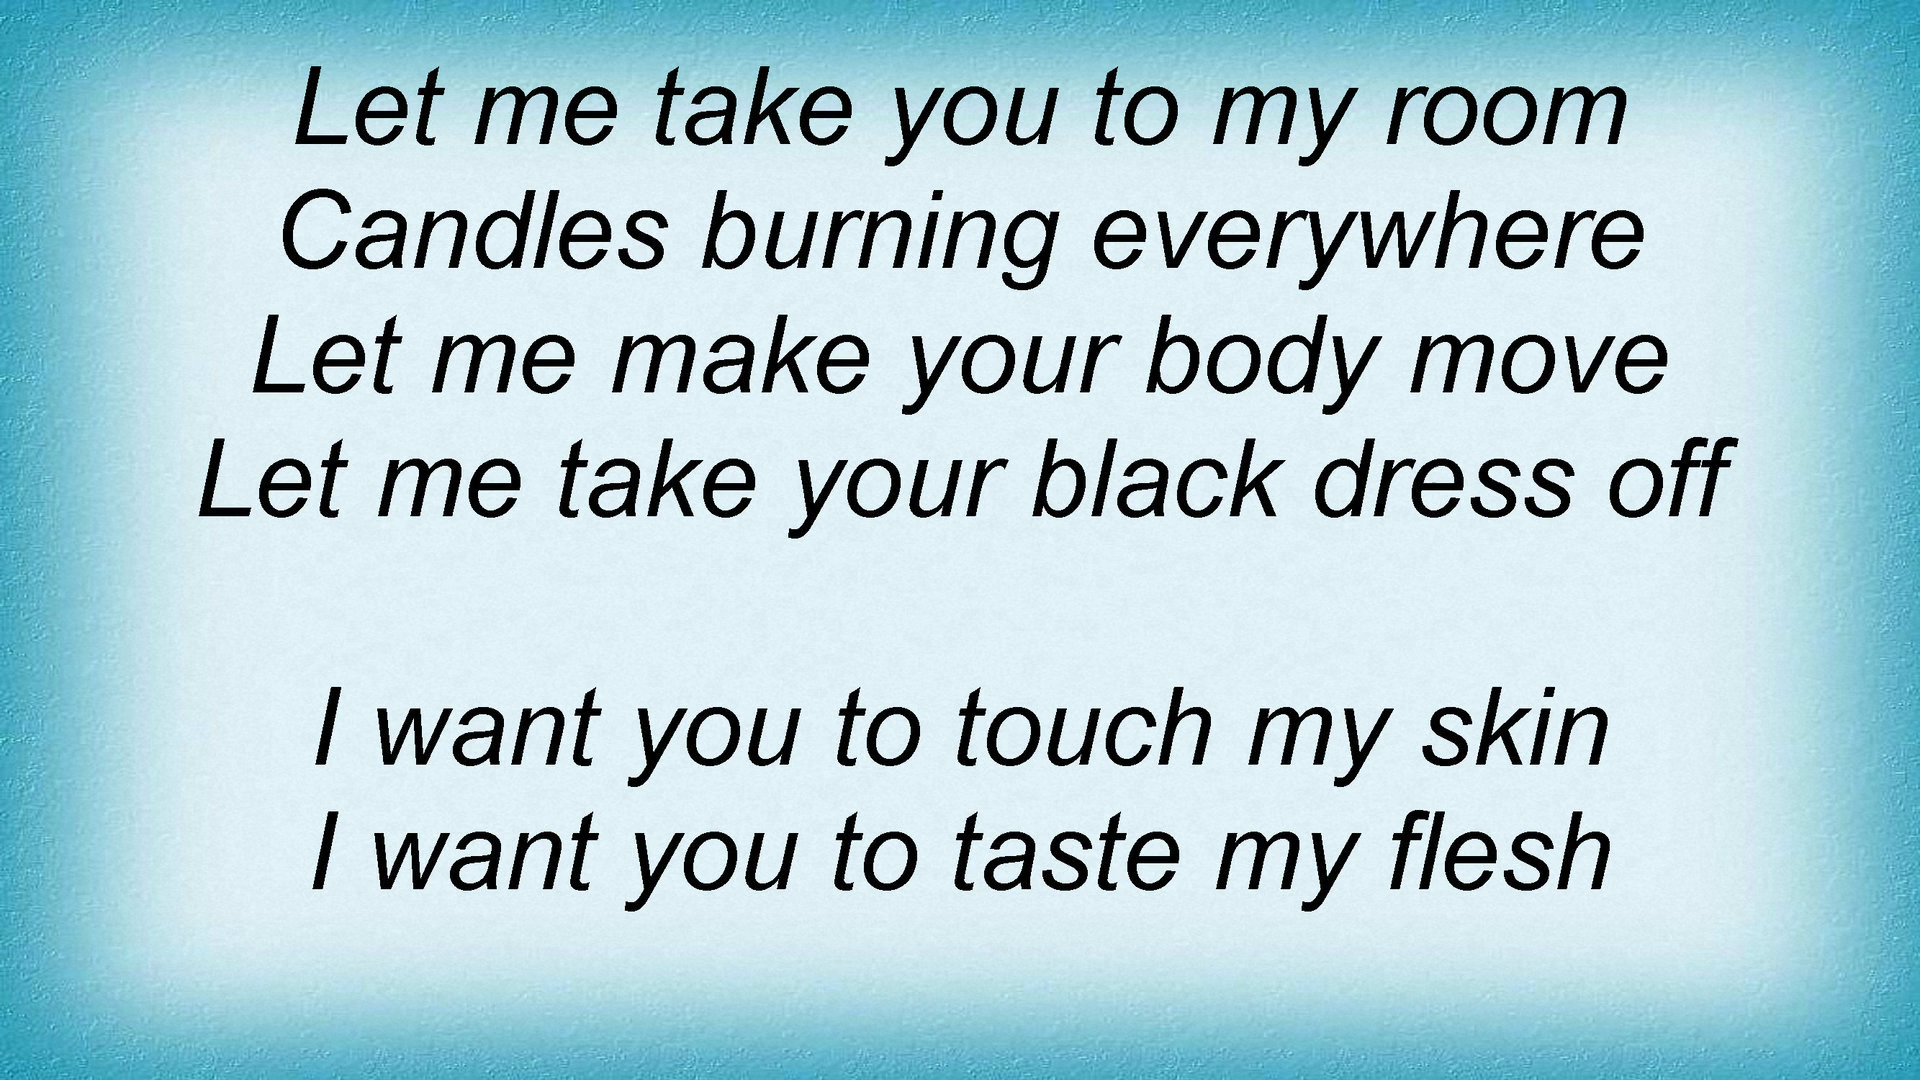 Let me take you to my room
Candles burning everywhere
Let me make your body move
Let me take your black dress off
I want you to touch my skin
I want you to taste my flesh